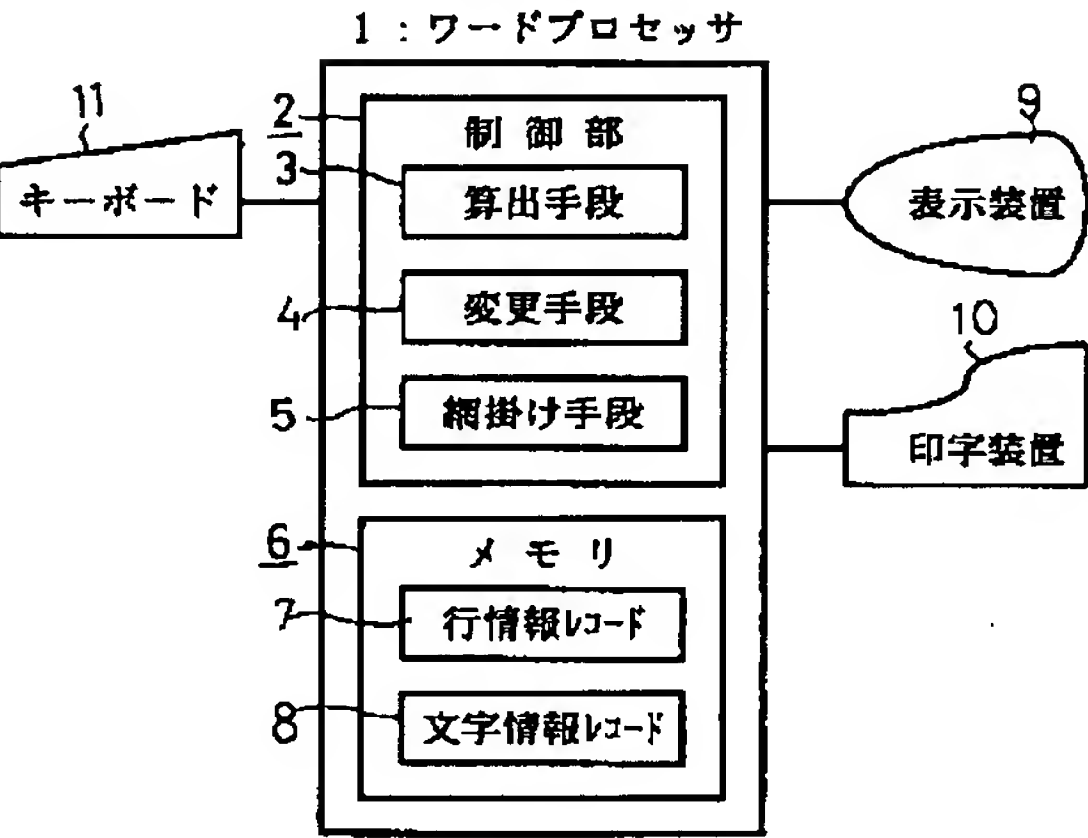 1:ワードプロセッサ
11
キーボード
2
制御部
3
算出手段
4
変更手段
5
網掛け手段
6
メモリ
7
行情報レコード
8
文字情報レコード
9
表示装置
10
印字装置